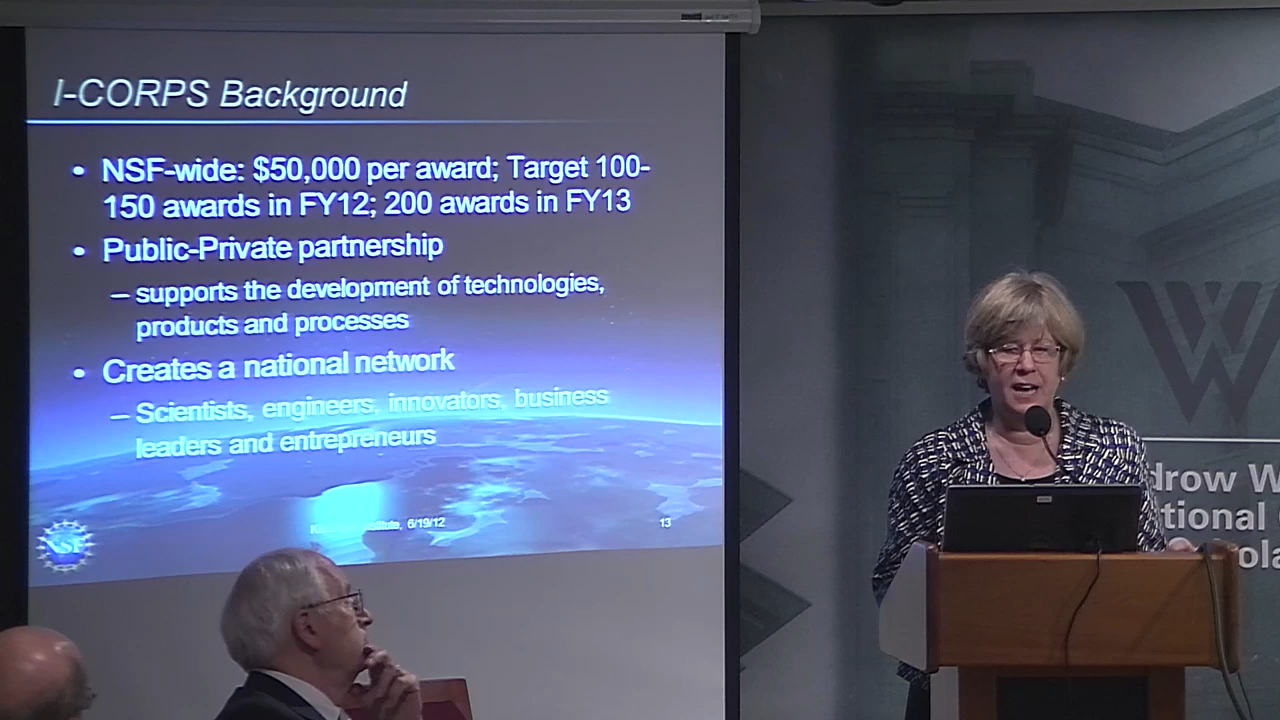 I-CORPS Background
• NSF-wide: $50,000 per award; Target 100-
150 awards in FY12; 200 awards in FY13
• Public-Private partnership
– supports the development of technologies,
products and processes
• Creates a national network
– Scientists, engineers, innovators, business
leaders and entrepreneurs
6/19/12
13
NSF
W
drow W
tional
ola